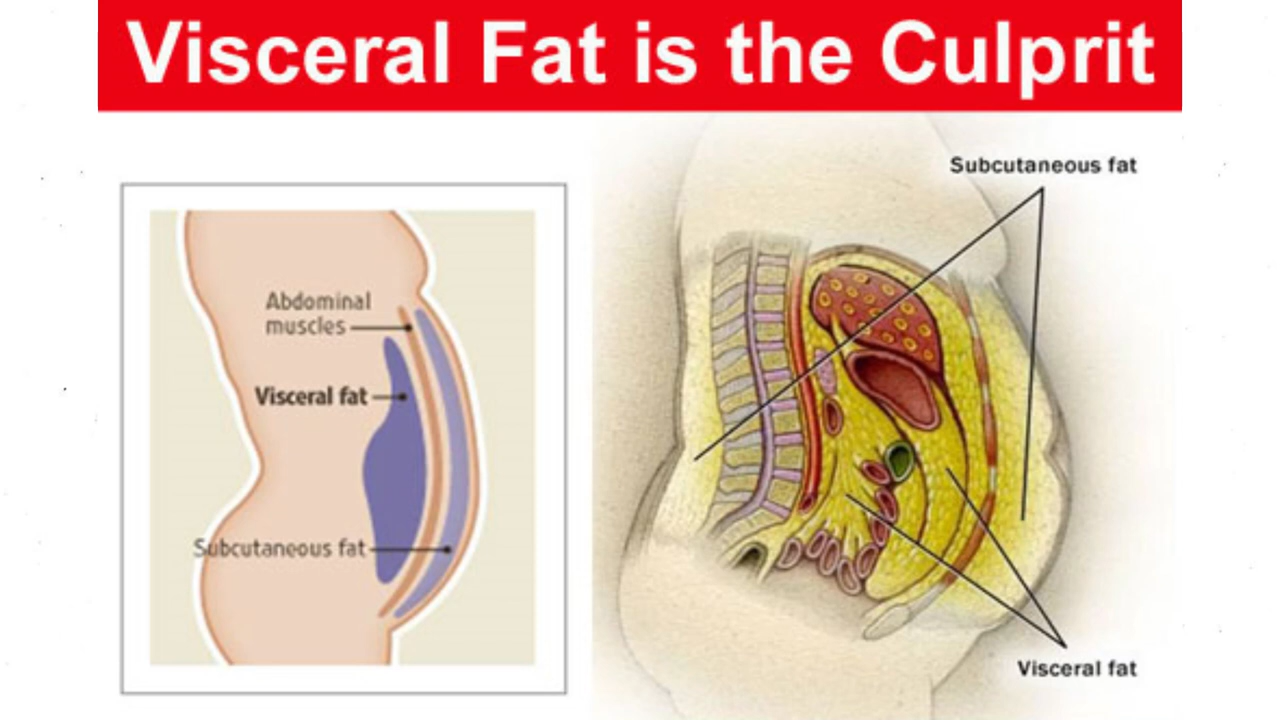 Visceral Fat is the Culprit
Abdominal
muscles
Visceral fat
Subcutaneous fat
Subcutaneous fat
Visceral fat